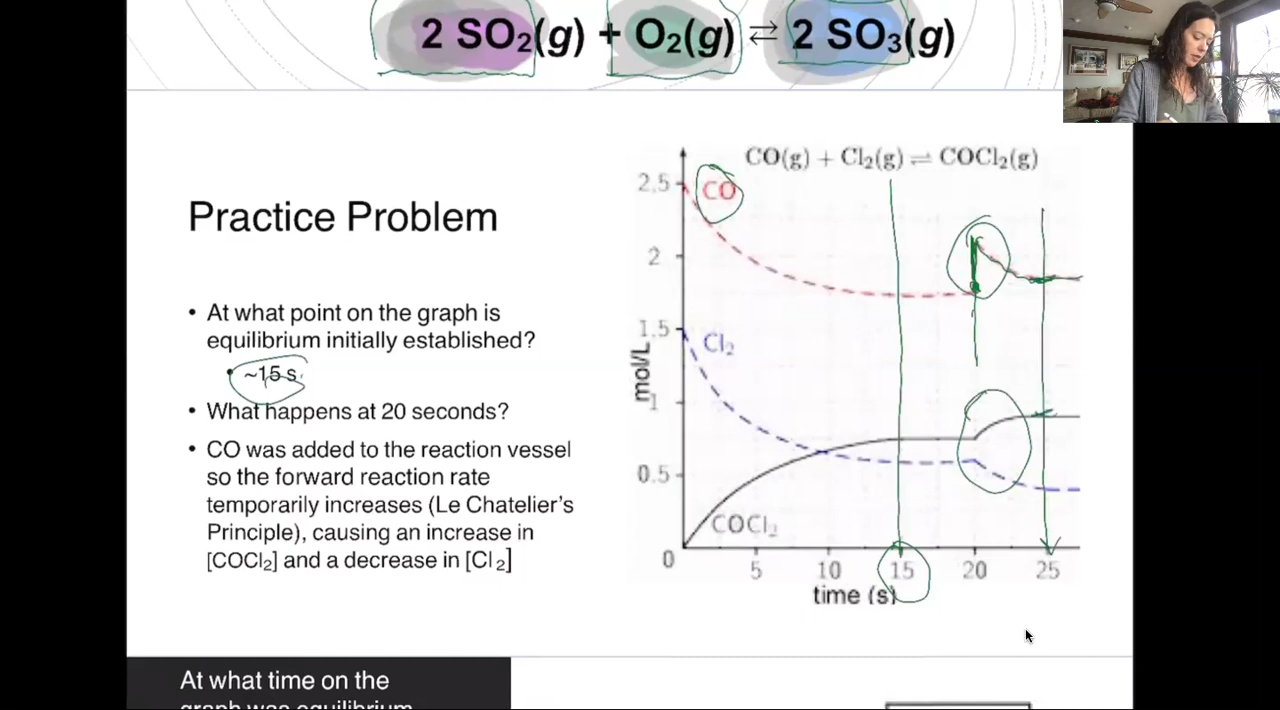 2 SO₂(g) + O₂(g) ⇄ 2 SO₃(g)
Practice Problem
• At what point on the graph is
equilibrium initially established?
• ~15 s.
• What happens at 20 seconds?
• CO was added to the reaction vessel
so the forward reaction rate
temporarily increases (Le Chatelier's
Principle), causing an increase in
[COCl₂] and a decrease in [Cl₂]
CO(g) + Cl₂(g) ⇌ COCl₂(g)
2,5
CO
2
1.5
Cl₂
mol/L
1
0.5
COCl₂
0
5
10
15
20
25
time (s)
At what time on the
graph was equilibrium